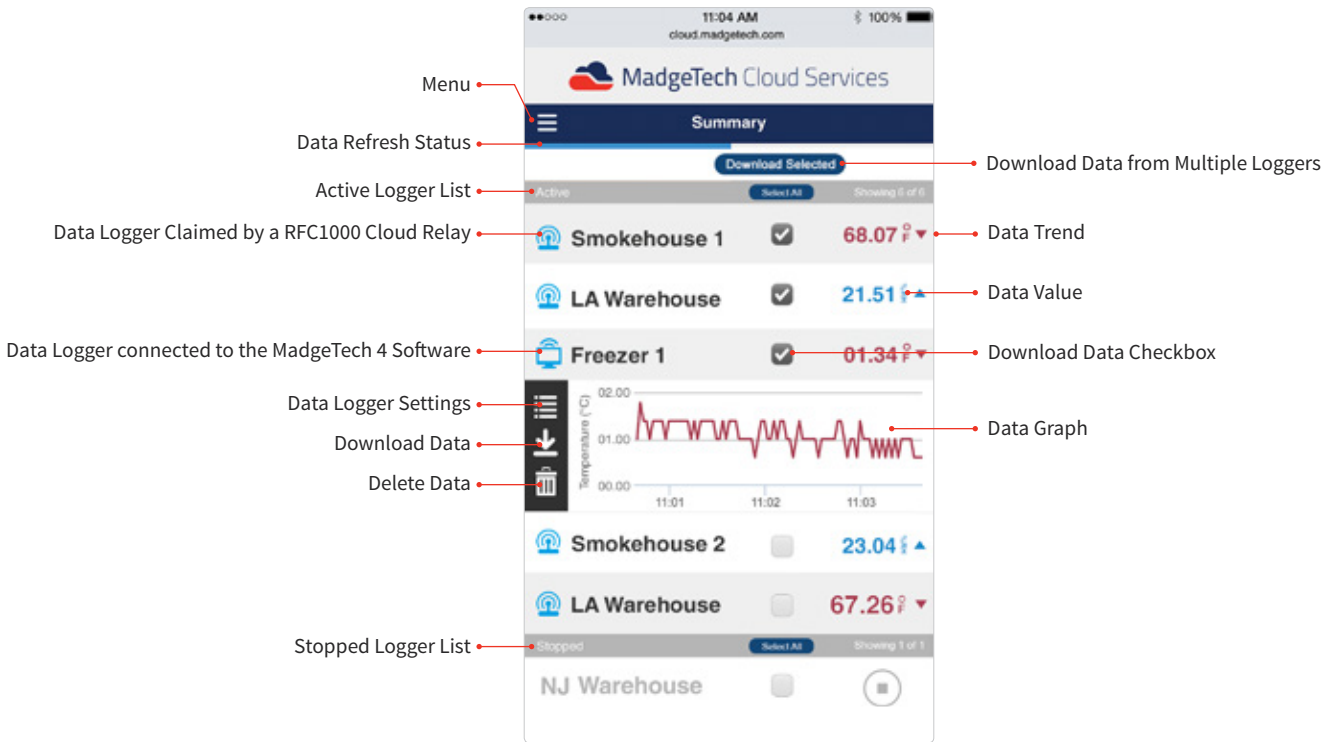 11:04 AM
100%
cloud.madgetech.com
MadgeTech Cloud Services
Menu
Summary
Data Refresh Status
Download Selected
Download Data from Multiple Loggers
Active Logger List
Active
Select All
Showing 6 of 6
Data Logger Claimed by a RFC1000 Cloud Relay
Smokehouse 1
68.07
Data Trend
LA Warehouse
21.51
Data Value
Data Logger connected to the MadgeTech 4 Software
Freezer 1
01.34
Download Data Checkbox
Data Logger Settings
Download Data
Delete Data
Temperature (°C)
02.00
01.00
00.00
11:01
11:02
11:03
Data Graph
Smokehouse 2
23.04
LA Warehouse
67.26
Stopped Logger List
Stopped
Select All
Showing 1 of 1
NJ Warehouse